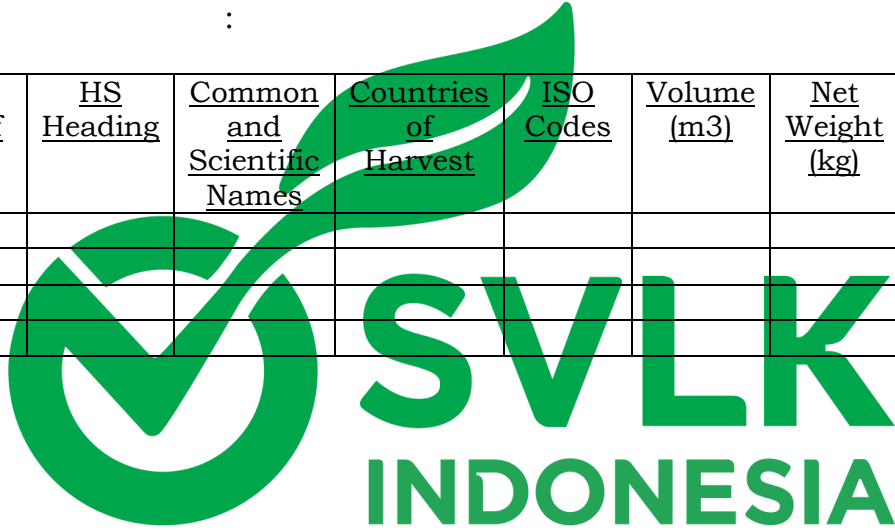 :
HS Heading
Common and Scientific Names
Countries of Harvest
ISO Codes
Volume (m3)
Net Weight (kg)
SVLK
INDONESIA